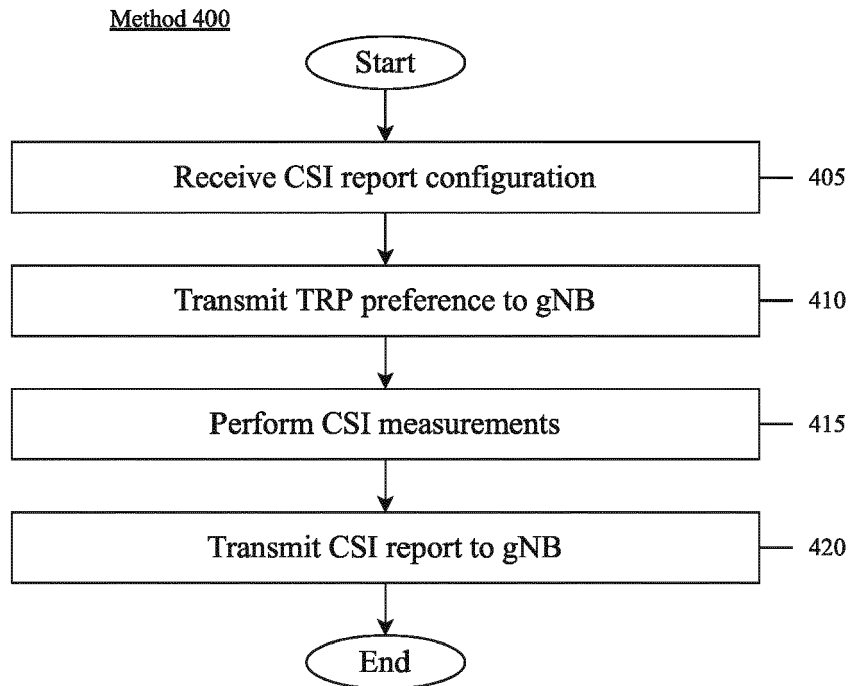 Method 400
Start
Receive CSI report configuration
405
Transmit TRP preference to gNB
410
Perform CSI measurements
415
Transmit CSI report to gNB
420
End